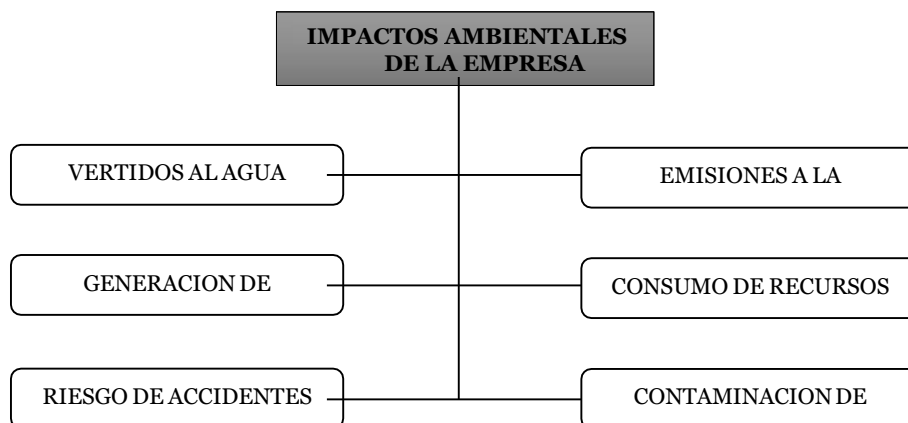 IMPACTOS AMBIENTALES
DE LA EMPRESA
VERTIDOS AL AGUA
EMISIONES A LA
GENERACION DE
CONSUMO DE RECURSOS
RIESGO DE ACCIDENTES
CONTAMINACION DE